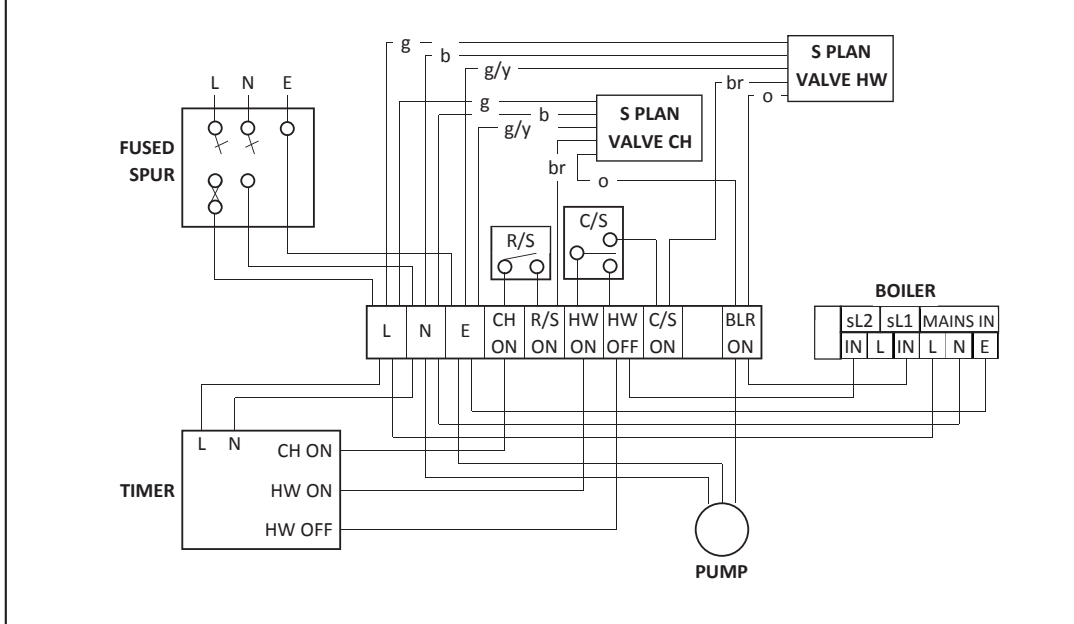 g
b
g/y
br
o
S PLAN
VALVE HW
L N E
FUSED
SPUR
g
b
g/y
br
o
S PLAN
VALVE CH
R/S
C/S
BOILER
sL2 sL1 MAINS IN
IN L IN L N E
L N E CH ON R/S ON HW ON HW OFF C/S ON BLR ON
L N
CH ON
TIMER
HW ON
HW OFF
PUMP